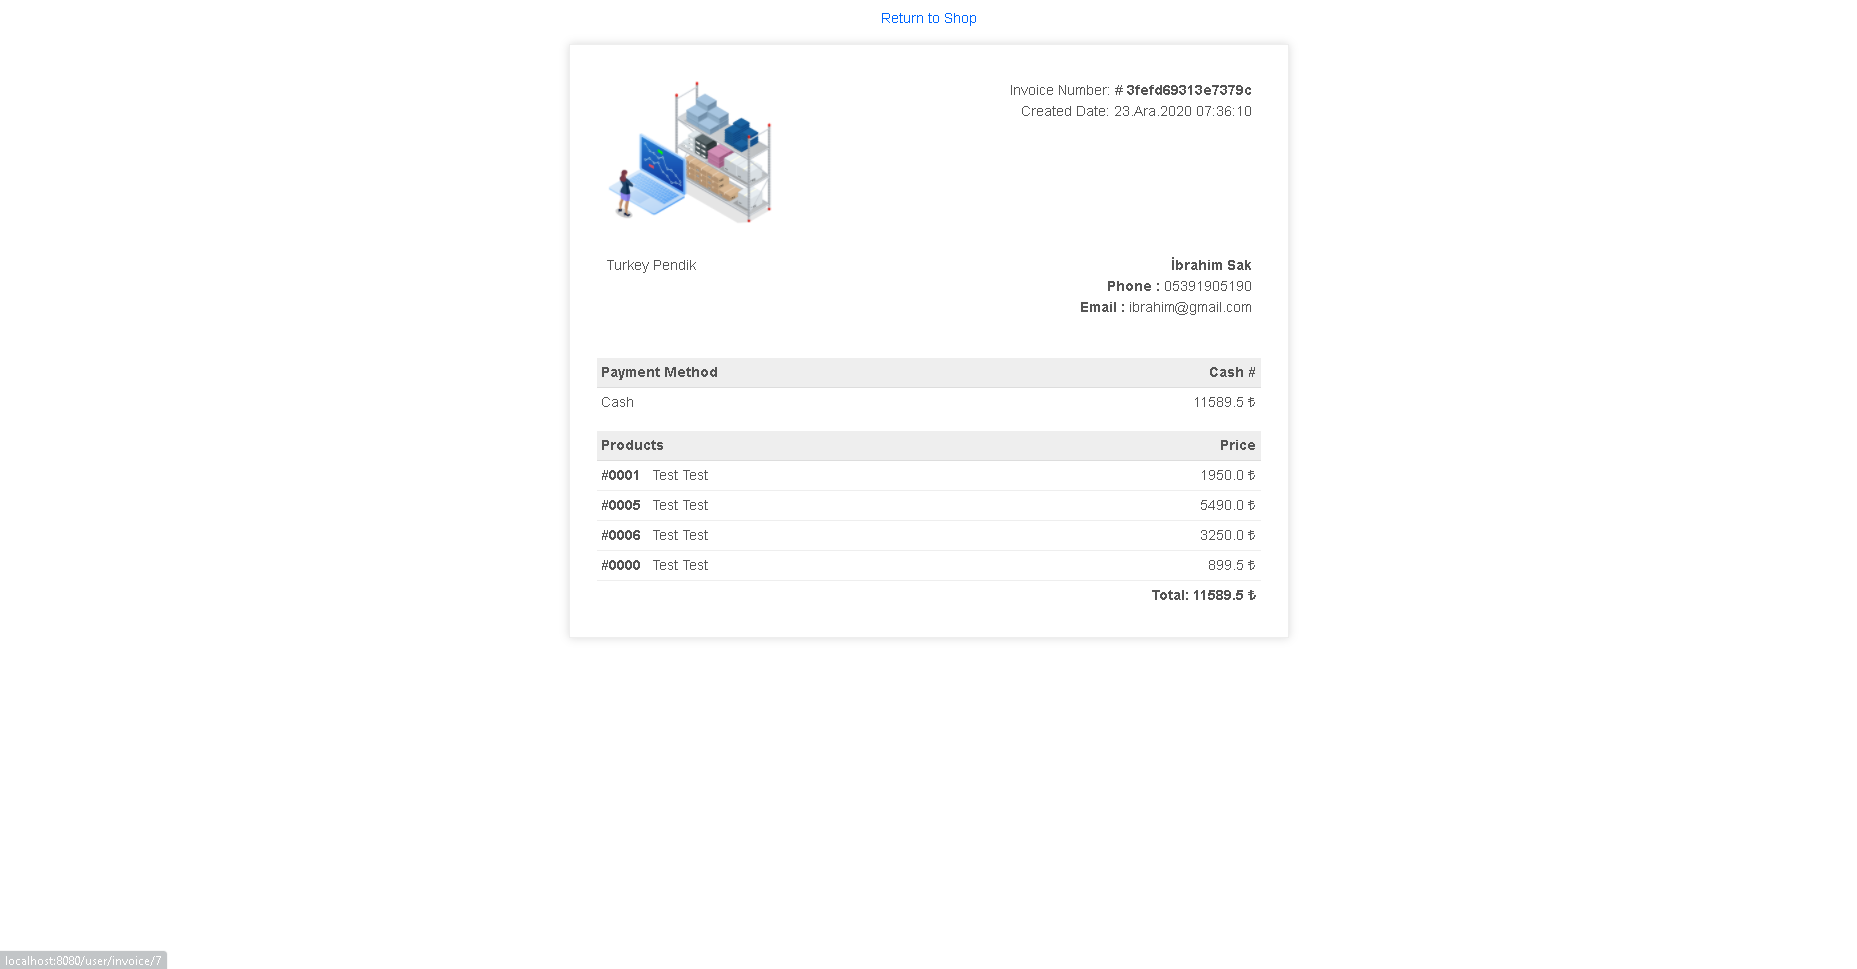 Return to Shop
Invoice Number: # 3fefd69313e7379c
Created Date: 23.Ara.2020 07:36:10
Turkey Pendik
İbrahim Sak
Phone : 05391905190
Email : ibrahim@gmail.com
Payment Method Cash #
Cash 11589.5 ₺
Products Price
#0001 Test Test 1950.0 ₺
#0005 Test Test 5490.0 ₺
#0006 Test Test 3250.0 ₺
#0000 Test Test 899.5 ₺
Total: 11589.5 ₺
localhost:8080/user/invoice/7